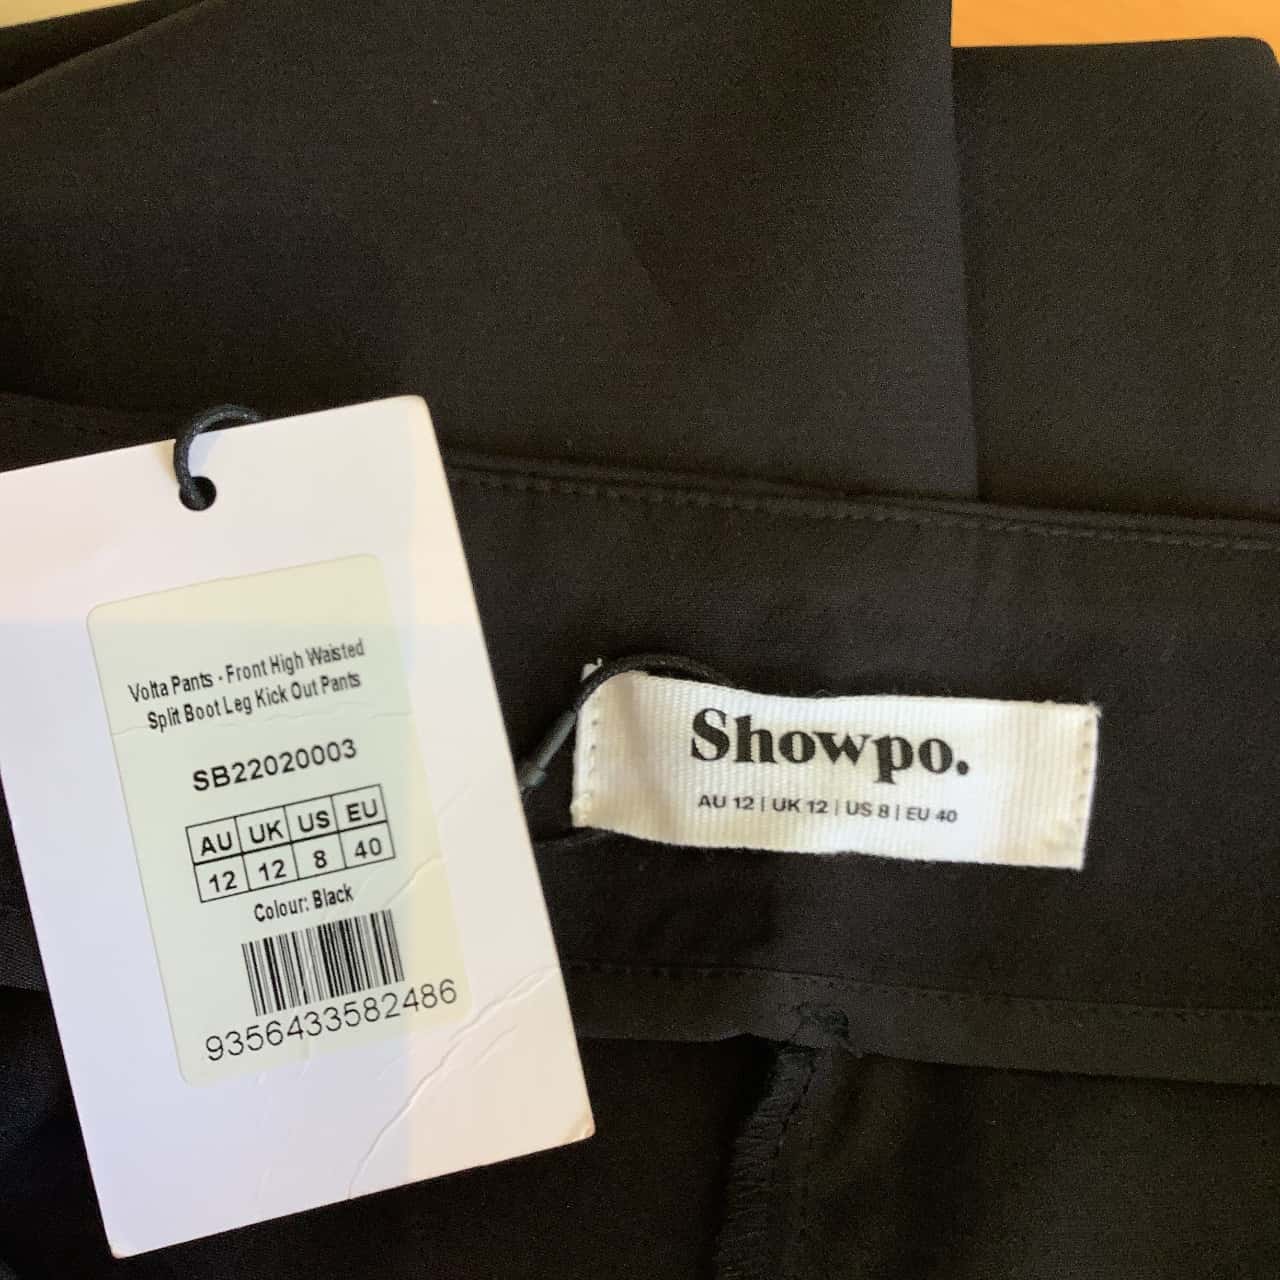 Volta Pants - Front High Waisted
Split Boot Leg Kick Out Pants
SB22020003
AU UK US EU
12 12 8 40
Colour: Black
9356433582486
Showpo.
AU 12 | UK 12 | US 8 | EU 40